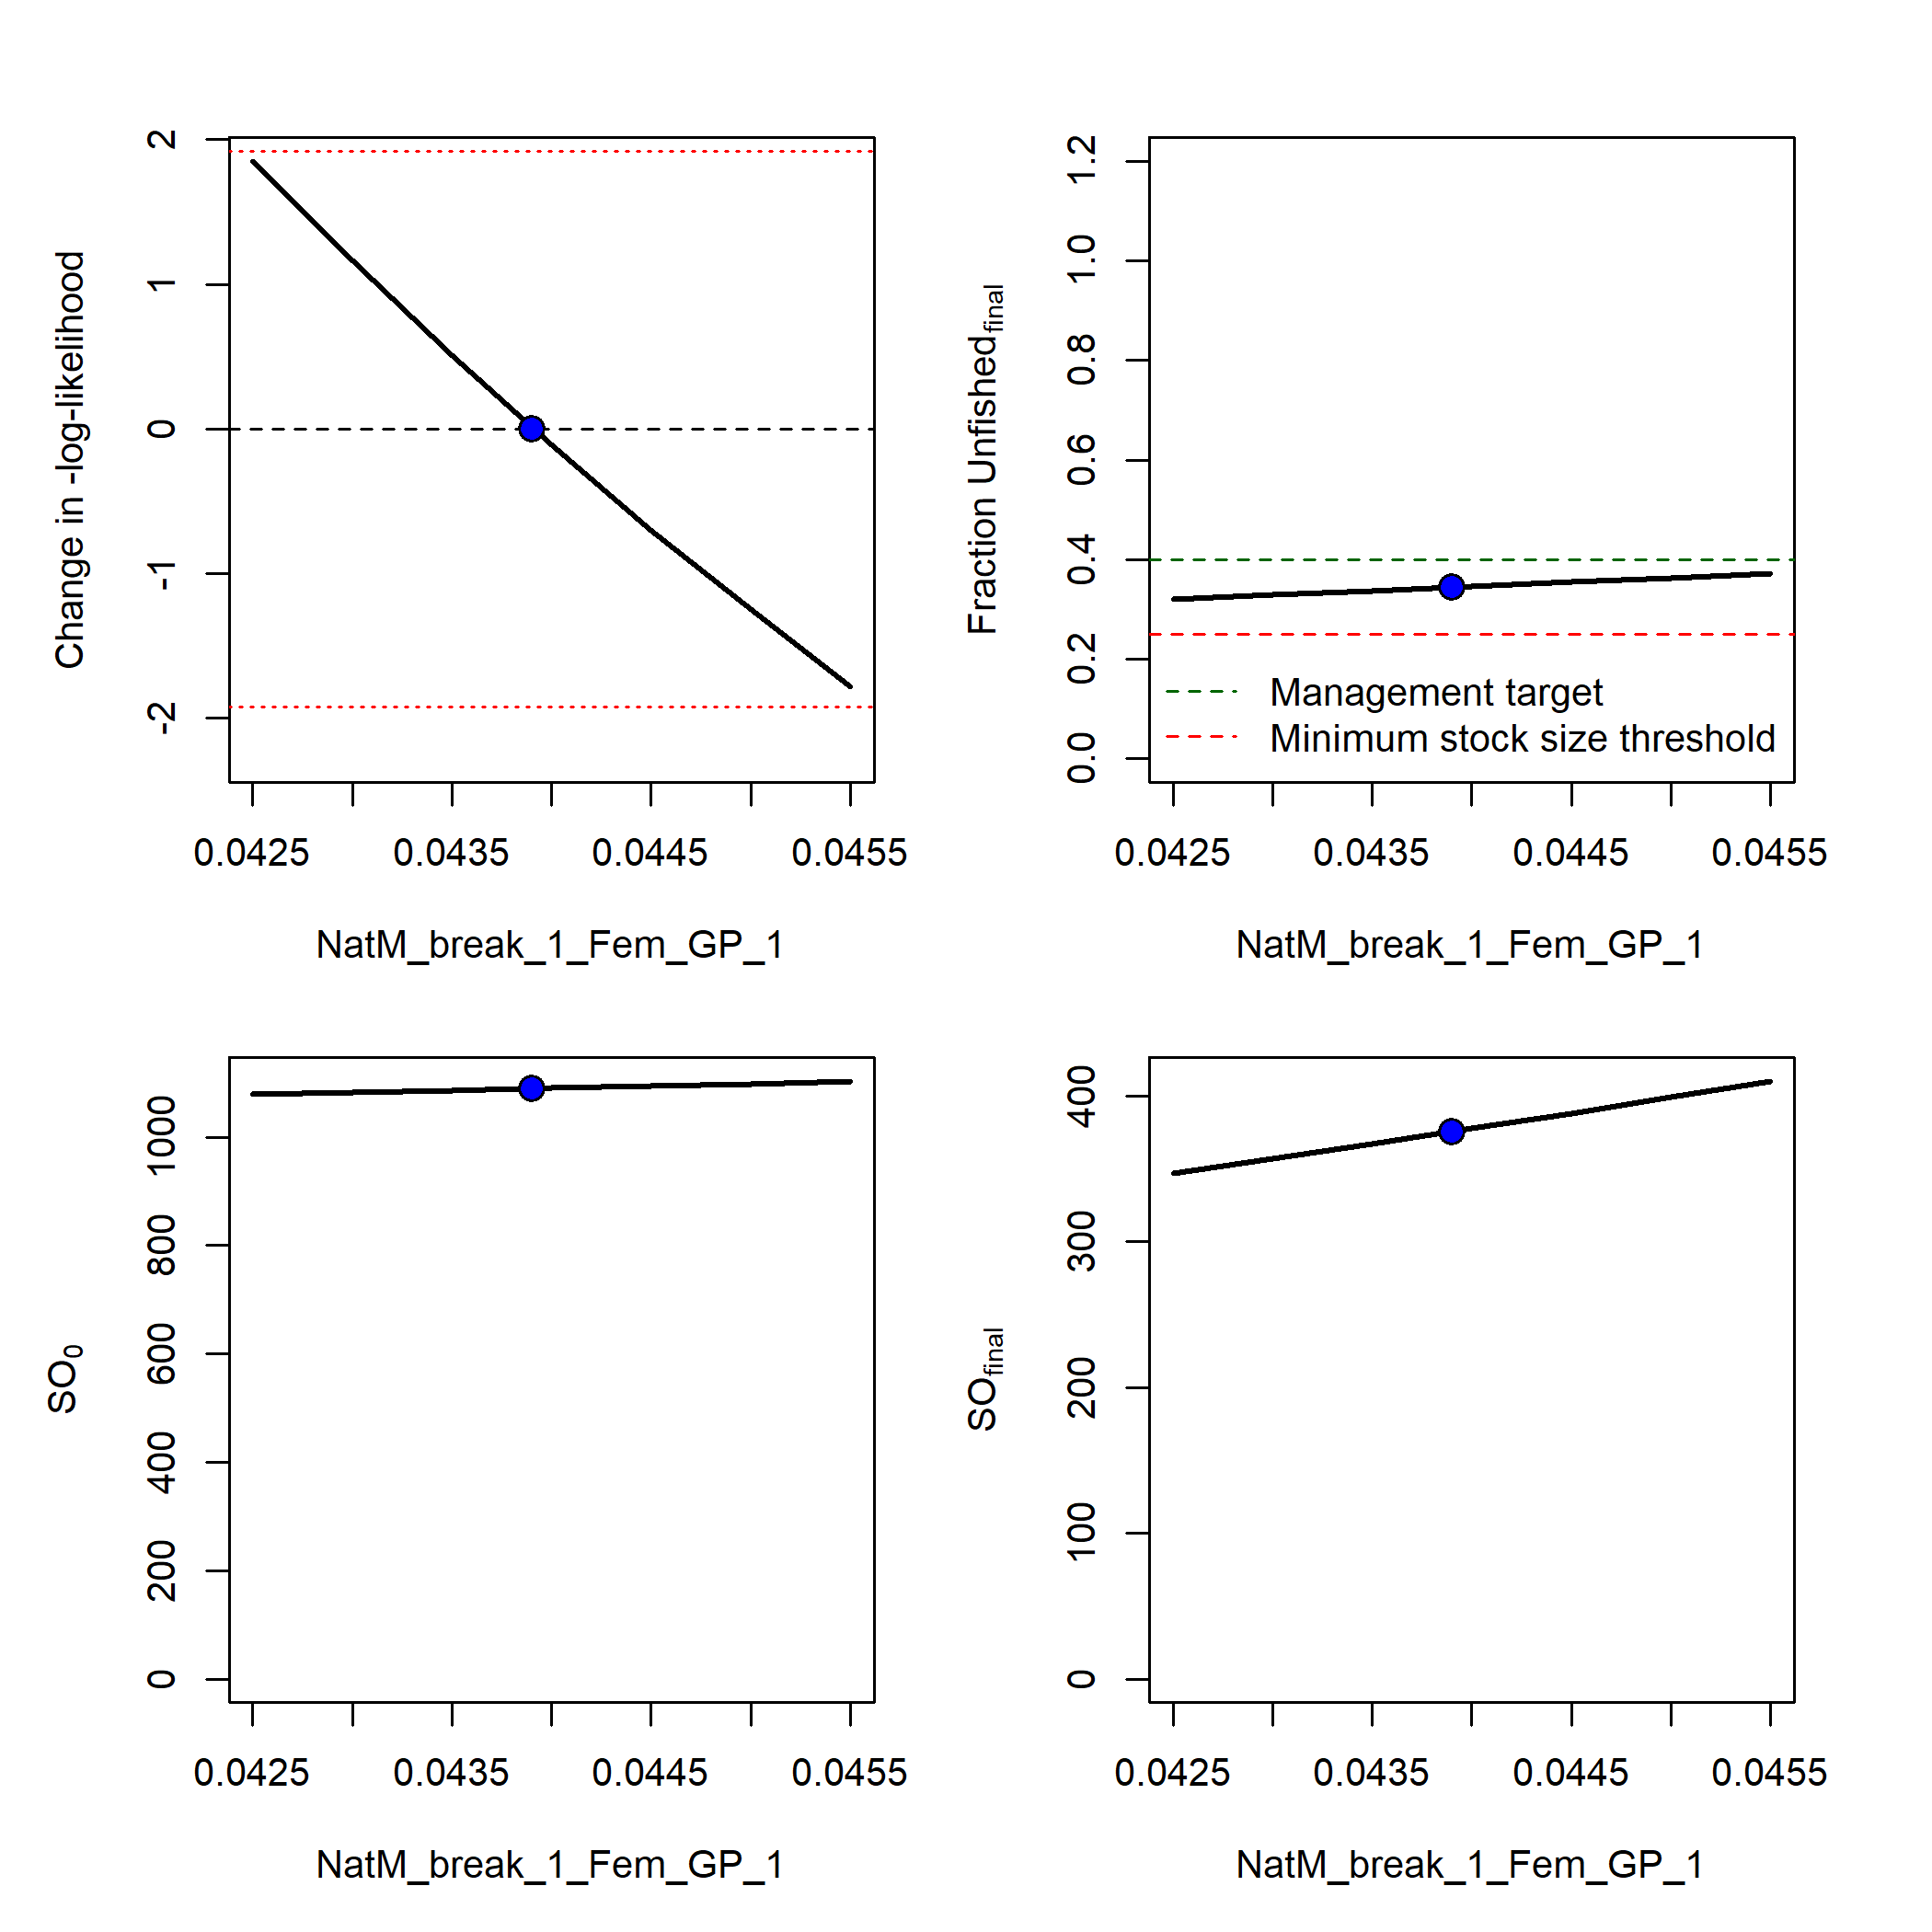 Change in -log-likelihood
2
1
0
-1
-2
0.0425 0.0435 0.0445 0.0455
NatM_break_1_Fem_GP_1
Fraction Unfished final
1.2
1.0
0.8
0.6
0.4
0.2
0.0
Management target
Minimum stock size threshold
0.0425 0.0435 0.0445 0.0455
NatM_break_1_Fem_GP_1
SO0
1000
800
600
400
200
0
0.0425 0.0435 0.0445 0.0455
NatM_break_1_Fem_GP_1
SOfinal
400
300
200
100
0
0.0425 0.0435 0.0445 0.0455
NatM_break_1_Fem_GP_1